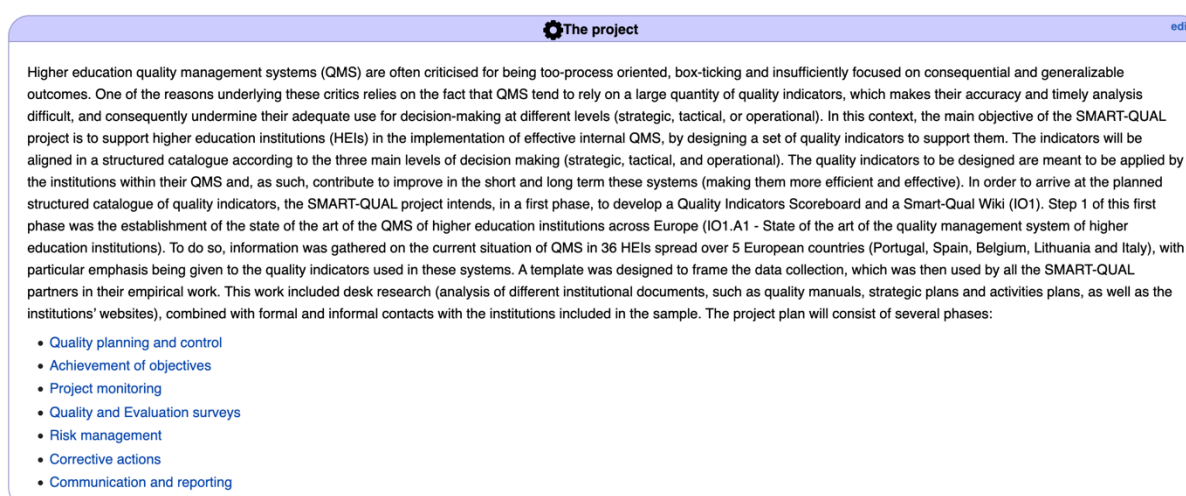 The project
edi
Higher education quality management systems (QMS) are often criticised for being too-process oriented, box-ticking and insufficiently focused on consequential and generalizable
outcomes. One of the reasons underlying these critics relies on the fact that QMS tend to rely on a large quantity of quality indicators, which makes their accuracy and timely analysis
difficult, and consequently undermine their adequate use for decision-making at different levels (strategic, tactical, or operational). In this context, the main objective of the SMART-QUAL
project is to support higher education institutions (HEIs) in the implementation of effective internal QMS, by designing a set of quality indicators to support them. The indicators will be
aligned in a structured catalogue according to the three main levels of decision making (strategic, tactical, and operational). The quality indicators to be designed are meant to be applied by
the institutions within their QMS and, as such, contribute to improve in the short and long term these systems (making them more efficient and effective). In order to arrive at the planned
structured catalogue of quality indicators, the SMART-QUAL project intends, in a first phase, to develop a Quality Indicators Scoreboard and a Smart-Qual Wiki (IO1). Step 1 of this first
phase was the establishment of the state of the art of the QMS of higher education institutions across Europe (IO1.A1 - State of the art of the quality management system of higher
education institutions). To do so, information was gathered on the current situation of QMS in 36 HEIs spread over 5 European countries (Portugal, Spain, Belgium, Lithuania and Italy), with
particular emphasis being given to the quality indicators used in these systems. A template was designed to frame the data collection, which was then used by all the SMART-QUAL
partners in their empirical work. This work included desk research (analysis of different institutional documents, such as quality manuals, strategic plans and activities plans, as well as the
institutions' websites), combined with formal and informal contacts with the institutions included in the sample. The project plan will consist of several phases:
• Quality planning and control
• Achievement of objectives
• Project monitoring
• Quality and Evaluation surveys
• Risk management
• Corrective actions
• Communication and reporting